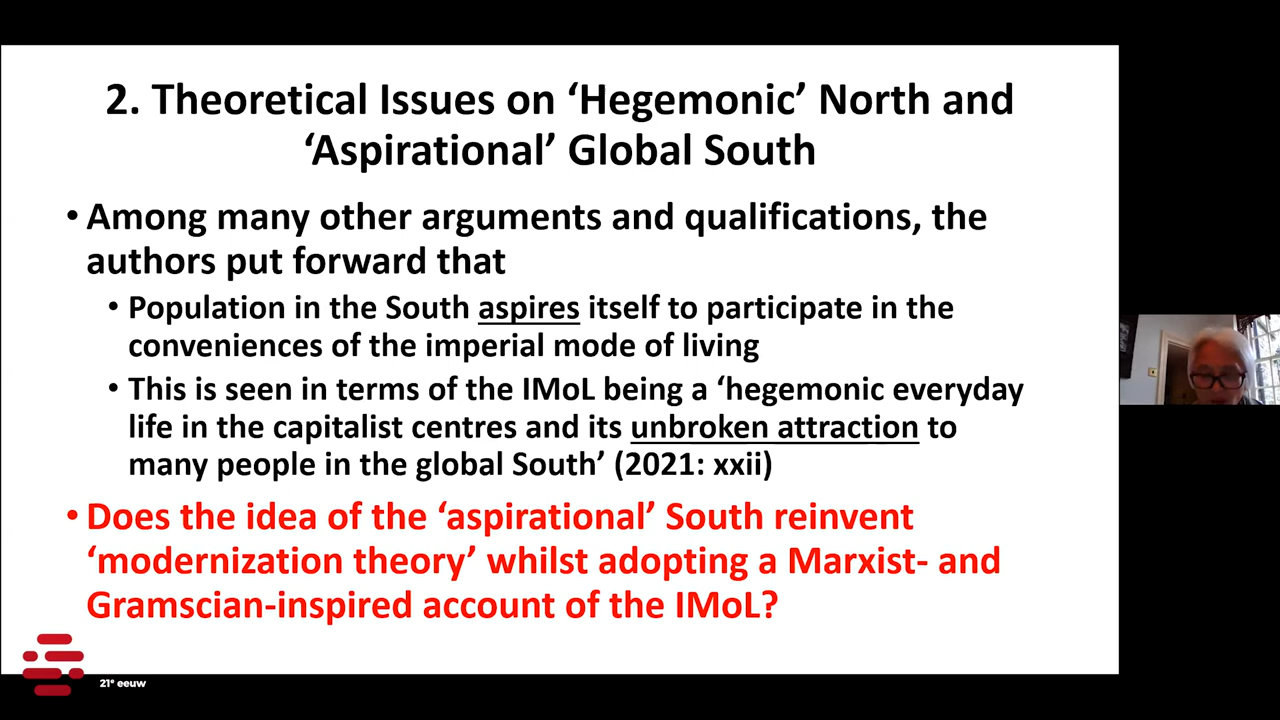 2. Theoretical Issues on ‘Hegemonic’ North and
‘Aspirational’ Global South
• Among many other arguments and qualifications, the
authors put forward that
• Population in the South aspires itself to participate in the
conveniences of the imperial mode of living
• This is seen in terms of the IMoL being a ‘hegemonic everyday
life in the capitalist centres and its unbroken attraction to
many people in the global South’ (2021: xxii)
• Does the idea of the ‘aspirational’ South reinvent
‘modernization theory’ whilst adopting a Marxist- and
Gramscian-inspired account of the IMoL?
21ᵉ eeuw